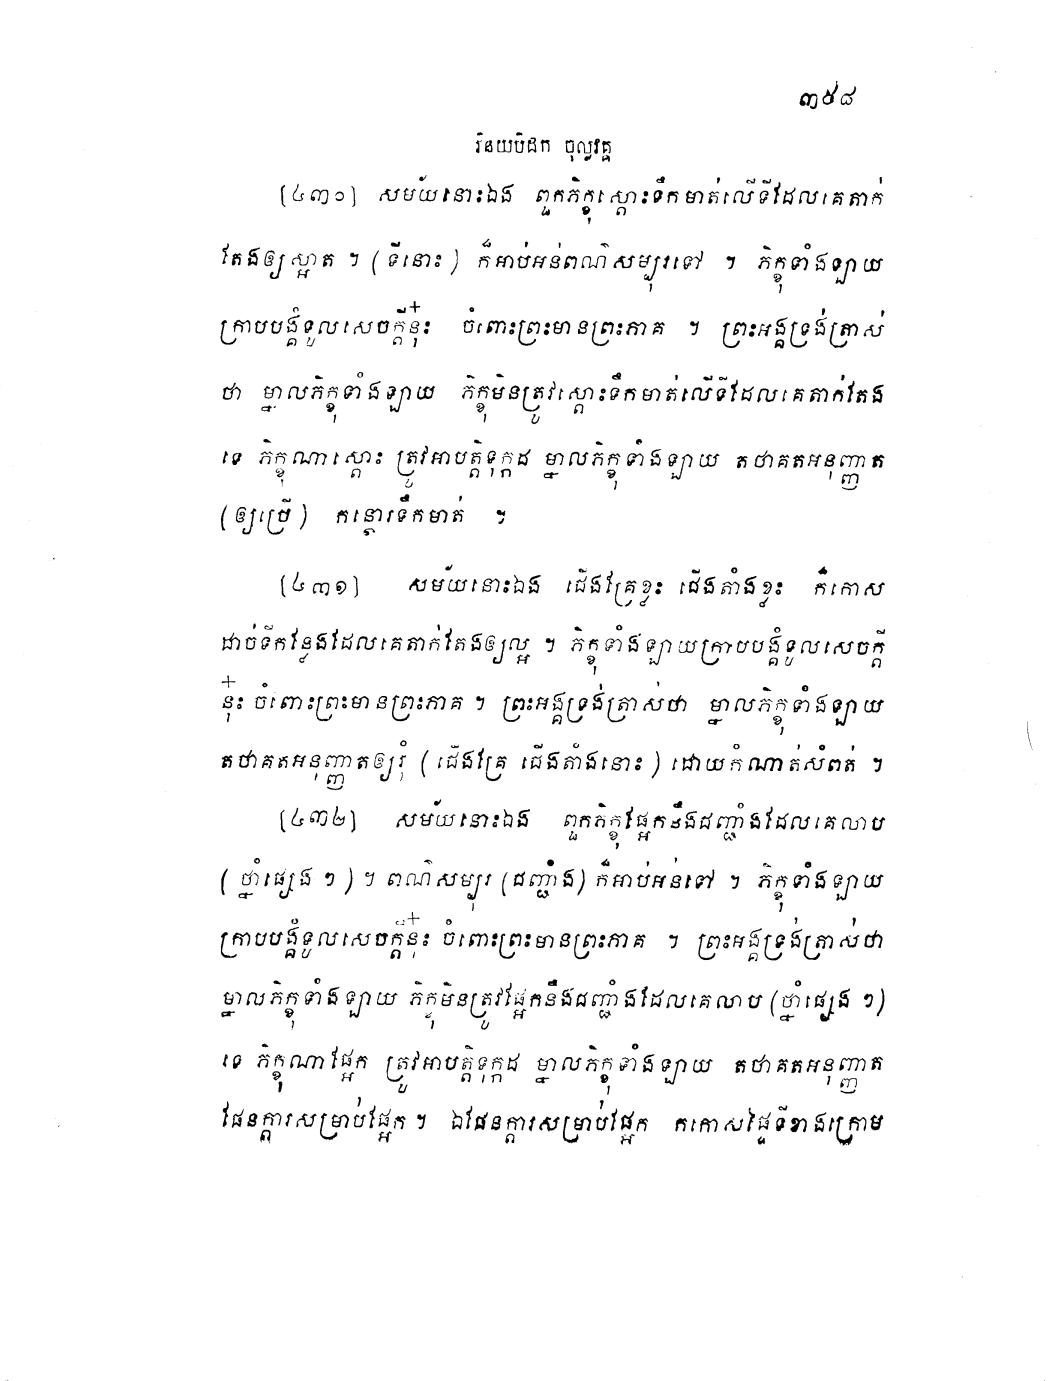 ៣៥៨
វិនយបិដក ចុល្លវគ្គ
[៤៣០] សម័យនោះឯង ពួកភិក្ខុស្តោះទឹកមាត់លើទីដែលគេតាក់
តែងឲ្យស្អាត ។ (ទីនោះ) ក៏អាប់អន់ពណ៌សម្បុរទៅ ។ ភិក្ខុទាំងឡាយ
ក្រាបបង្គំទូលសេចក្តីនុ៎ះ ចំពោះព្រះមានព្រះភាគ ។ ព្រះអង្គទ្រង់ត្រាស់
ថា ម្នាលភិក្ខុទាំងឡាយ ភិក្ខុមិនត្រូវស្តោះទឹកមាត់លើទីដែលគេតាក់តែង
ទេ ភិក្ខុណាស្តោះ ត្រូវអាបត្តិទុក្កដ ម្នាលភិក្ខុទាំងឡាយ តថាគតអនុញ្ញាត
(ឲ្យប្រើ) កន្ថោរទឹកមាត់ ។
[៤៣១] សម័យនោះឯង ជើងគ្រែខ្លះ ជើងតាំងខ្លះ ក៏កោស
ដាច់ទីកន្លែងដែលគេតាក់តែងឲ្យល្អ ។ ភិក្ខុទាំងឡាយក្រាបបង្គំទូលសេចក្តី
នុ៎ះ ចំពោះព្រះមានព្រះភាគ ។ ព្រះអង្គទ្រង់ត្រាស់ថា ម្នាលភិក្ខុទាំងឡាយ
តថាគតអនុញ្ញាតឲ្យរុំ (ជើងគ្រែ ជើងតាំងនោះ) ដោយកំណាត់សំពត់ ។
[៤៣២] សម័យនោះឯង ពួកភិក្ខុផ្អែកនឹងជញ្ជាំងដែលគេលាប
(ថ្នាំផ្សេង ៗ) ។ ពណ៌សម្បុរ (ជញ្ជាំង) ក៏អាប់អន់ទៅ ។ ភិក្ខុទាំងឡាយ
ក្រាបបង្គំទូលសេចក្តីនុ៎ះ ចំពោះព្រះមានព្រះភាគ ។ ព្រះអង្គទ្រង់ត្រាស់ថា
ម្នាលភិក្ខុទាំងឡាយ ភិក្ខុមិនត្រូវផ្អែកនឹងជញ្ជាំងដែលគេលាប (ថ្នាំផ្សេង ៗ)
ទេ ភិក្ខុណាផ្អែក ត្រូវអាបត្តិទុក្កដ ម្នាលភិក្ខុទាំងឡាយ តថាគតអនុញ្ញាត
ផែនក្តារសម្រាប់ផ្អែក ។ ឯផែនក្តារសម្រាប់ផ្អែក កកោសផ្ទៃទីខាងក្រោម